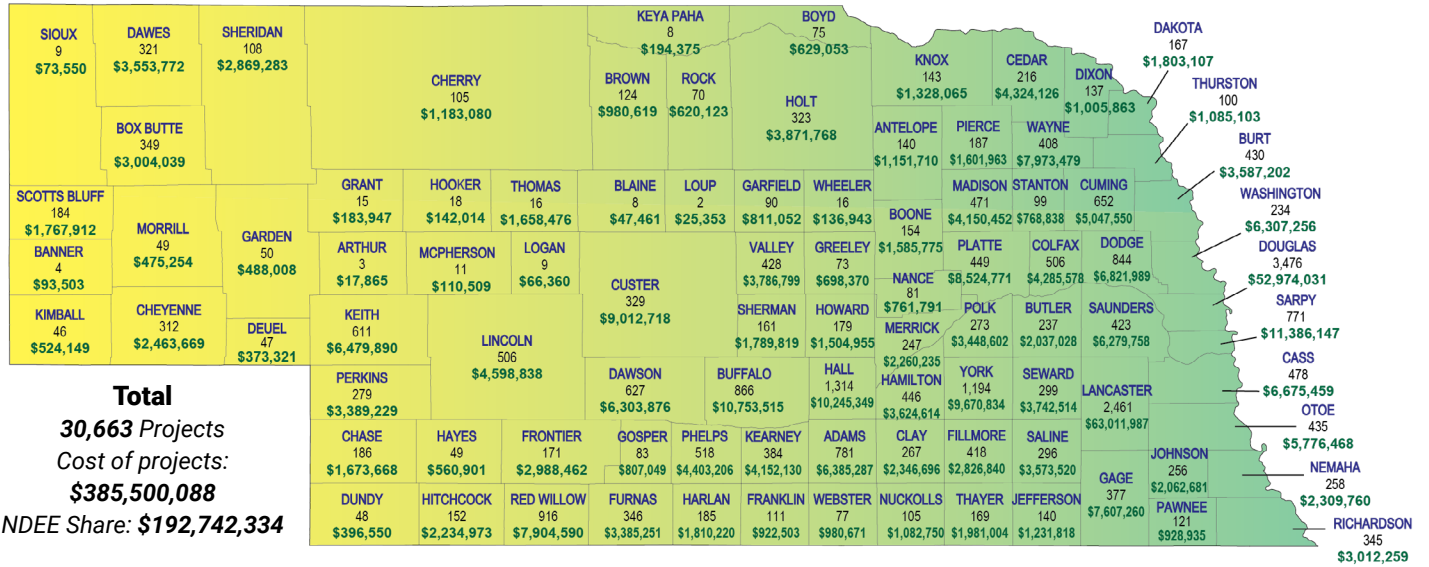 SIOUX
9
$73,550
DAWES
321
$3,553,772
SHERIDAN
108
$2,869,283
CHERRY
105
$1,183,080
KEYA PAHA
8
$194,375
BOYD
75
$629,053
BROWN
124
$980,619
ROCK
70
$620,123
HOLT
323
$3,871,768
KNOX
143
$1,328,065
CEDAR
216
$4,324,126
DIXON
137
$1,005,863
DAKOTA
167
$1,803,107
THURSTON
100
$1,085,103
BOX BUTTE
349
$3,004,039
ANTELOPE
140
$1,151,710
PIERCE
187
$1,601,963
WAYNE
408
$7,973,479
BURT
430
$3,587,202
SCOTTS BLUFF
184
$1,767,912
MORRILL
49
$475,254
GARDEN
50
$488,008
GRANT
15
$183,947
HOOKER
18
$142,014
THOMAS
16
$1,658,476
BLAINE
8
$47,461
LOUP
2
$25,353
GARFIELD
90
$811,052
WHEELER
16
$136,943
BOONE
154
$1,585,775
MADISON
471
$4,150,452
STANTON
99
$768,838
CUMING
652
$5,047,550
WASHINGTON
234
$6,307,256
BANNER
4
$93,503
ARTHUR
3
$17,865
MCPHERSON
11
$110,509
LOGAN
9
$66,360
CUSTER
329
$9,012,718
VALLEY
428
$3,786,799
GREELEY
73
$698,370
NANCE
81
$761,791
PLATTE
449
$8,524,771
COLFAX
506
$4,285,578
DODGE
844
$6,821,989
DOUGLAS
3,476
$52,974,031
KIMBALL
46
$524,149
CHEYENNE
312
$2,463,669
DEUEL
47
$373,321
KEITH
611
$6,479,890
LINCOLN
506
$4,598,838
SHERMAN
161
$1,789,819
HOWARD
179
$1,504,955
MERRICK
247
$2,260,235
POLK
273
$3,448,602
BUTLER
237
$2,037,028
SAUNDERS
423
$6,279,758
SARPY
771
$11,386,147
CASS
478
$6,675,459
PERKINS
279
$3,389,229
DAWSON
627
$6,303,876
BUFFALO
866
$10,753,515
HALL
1,314
$10,245,349
HAMILTON
446
$3,624,614
YORK
1,194
$9,670,834
SEWARD
299
$3,742,514
LANCASTER
2,461
$63,011,987
OTOE
435
$5,776,468
CHASE
186
$1,673,668
HAYES
49
$560,901
FRONTIER
171
$2,988,462
GOSPER
83
$807,049
PHELPS
518
$4,403,206
KEARNEY
384
$4,152,130
ADAMS
781
$6,385,287
CLAY
267
$2,346,696
FILLMORE
418
$2,826,840
SALINE
296
$3,573,520
GAGE
377
$7,607,260
JOHNSON
256
$2,062,681
NEMAHA
258
$2,309,760
DUNDY
48
$396,550
HITCHCOCK
152
$2,234,973
RED WILLOW
916
$7,904,590
FURNAS
346
$3,385,251
HARLAN
185
$1,810,220
FRANKLIN
111
$922,503
WEBSTER
77
$980,671
NUCKOLLS
105
$1,082,750
THAYER
169
$1,981,004
JEFFERSON
140
$1,231,818
PAWNEE
121
$928,935
RICHARDSON
345
$3,012,259
Total
30,663 Projects
Cost of projects:
$385,500,088
NDEE Share: $192,742,334